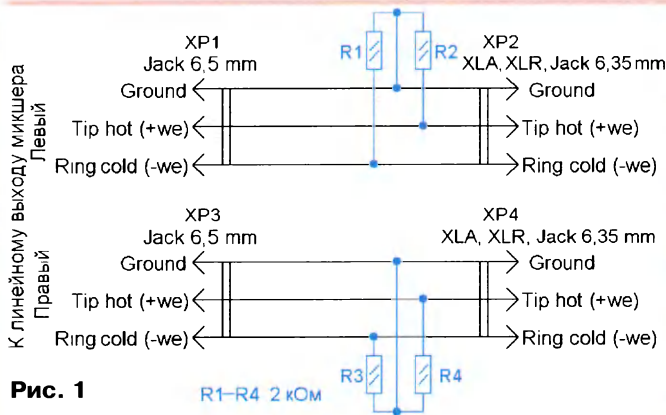 XP1
Jack 6,5 mm
R1
R2
XP2
XLA, XLR, Jack 6,35 mm
Ground
Ground
Tip hot (+we)
Tip hot (+we)
Ring cold (-we)
Ring cold (-we)
К линейному выходу микшера
Левый
Правый
XP3
Jack 6,5 mm
XP4
XLA, XLR, Jack 6,35 mm
Ground
Ground
Tip hot (+we)
Tip hot (+we)
Ring cold (-we)
Ring cold (-we)
R3
R4
Рис. 1
R1–R4 2 кОм